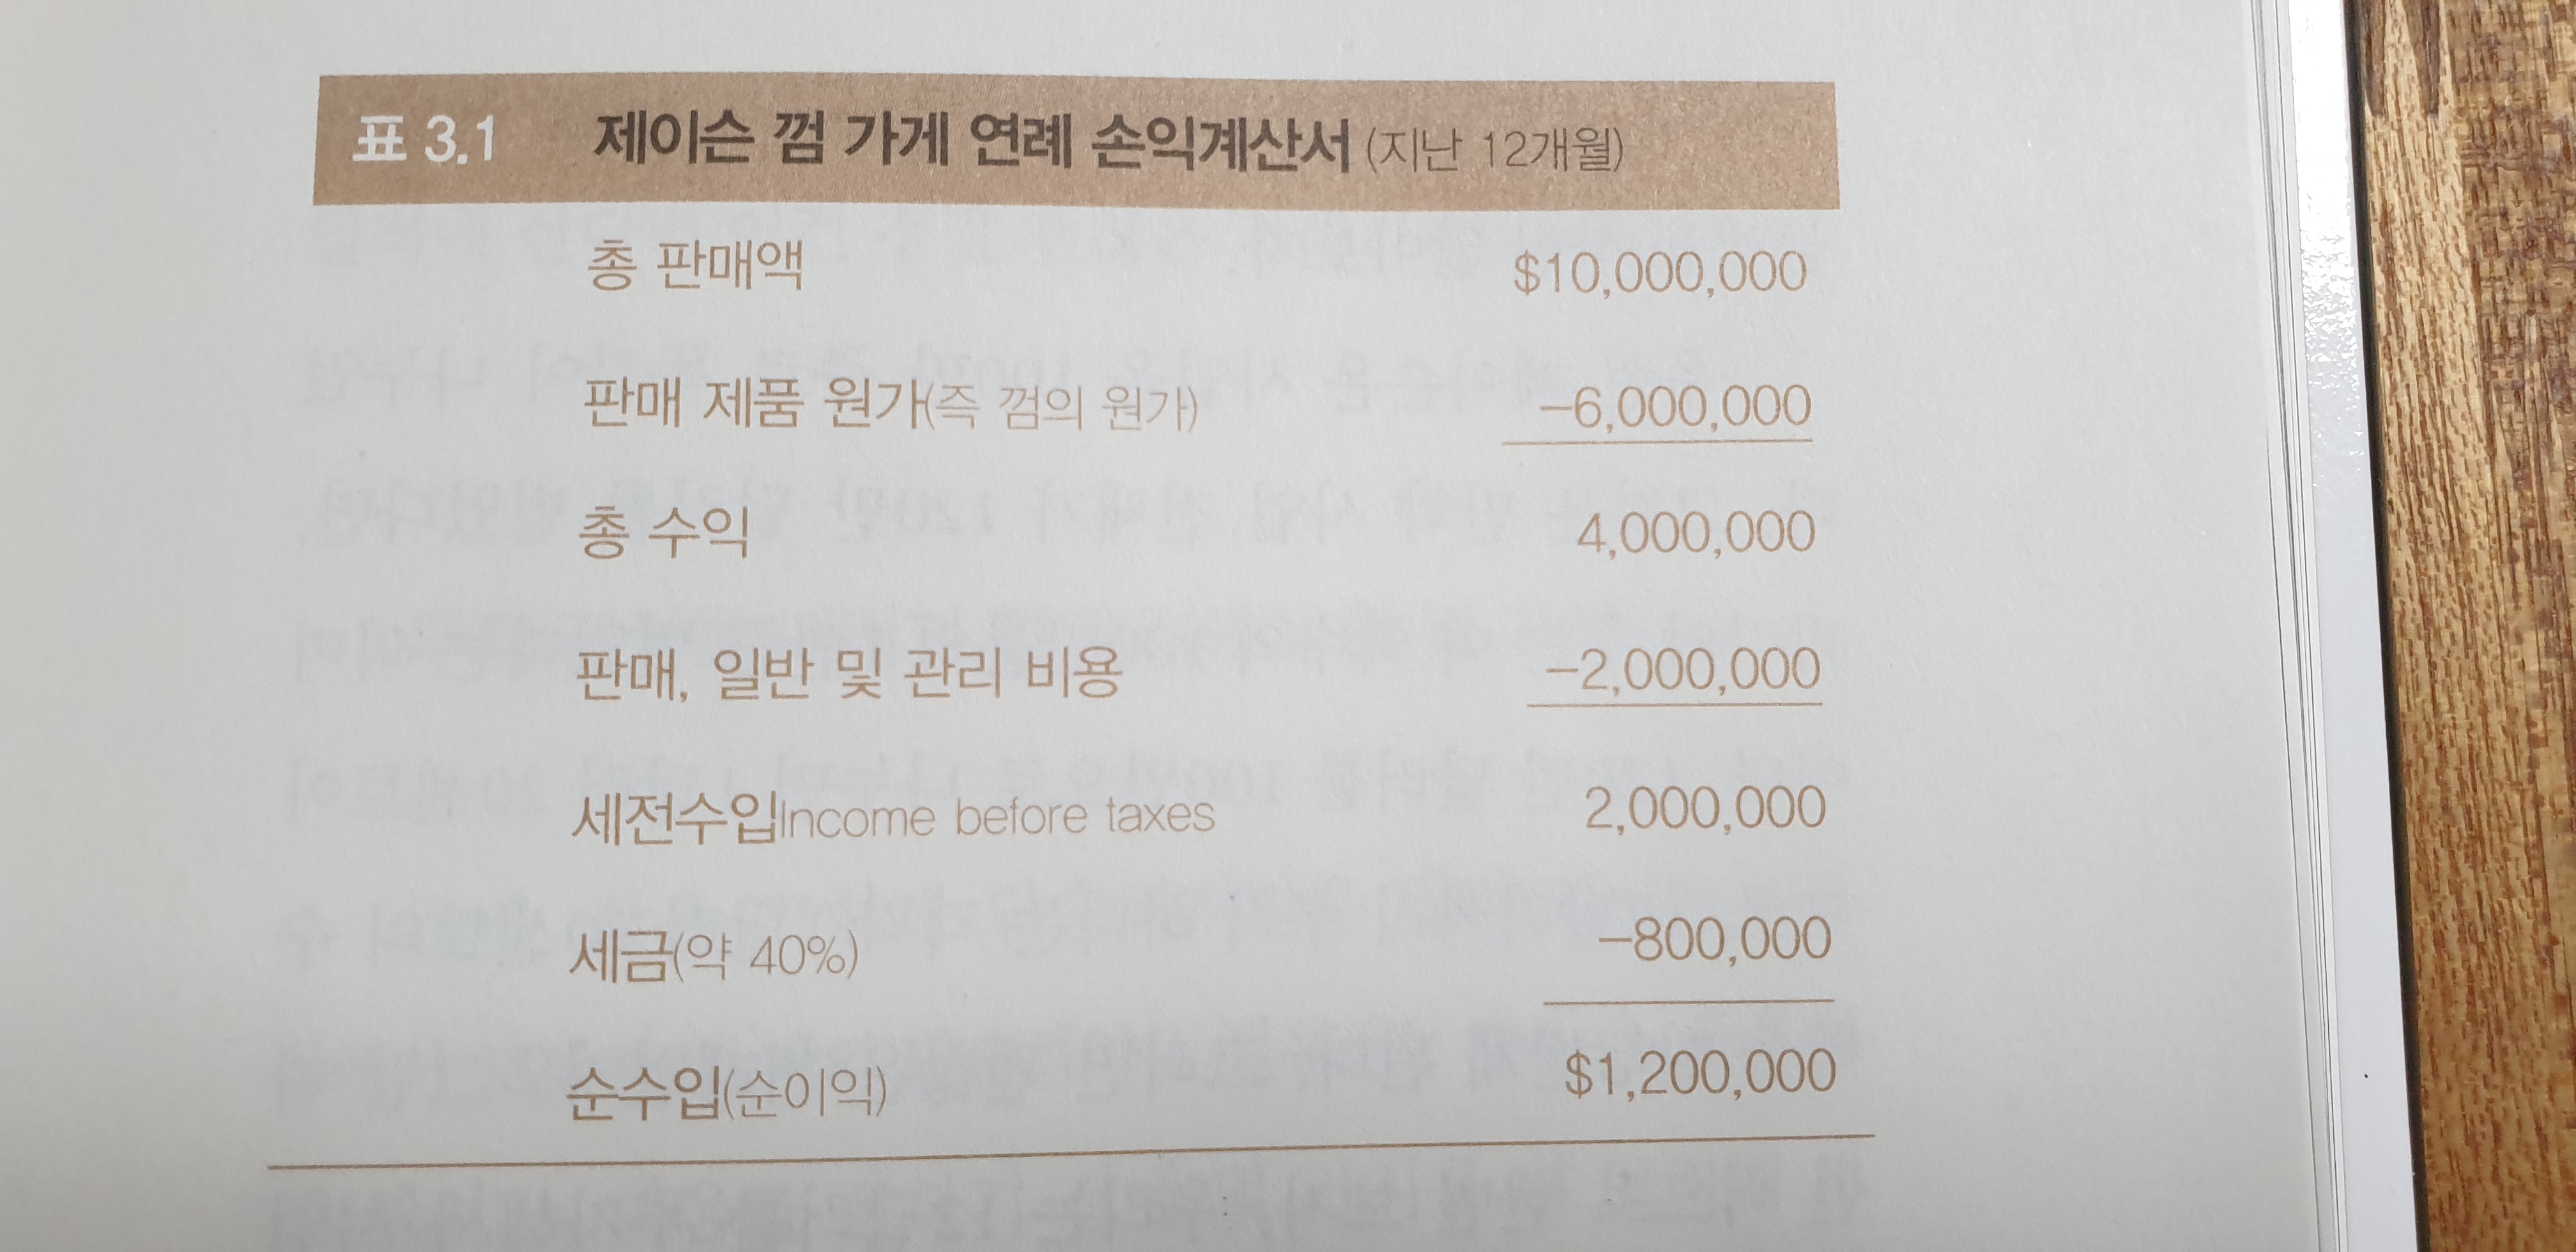 표 3.1 제이슨 껌 가게 연례 손익계산서 (지난 12개월)
총 판매액 $10,000,000
판매 제품 원가(즉 껌의 원가) –6,000,000
총 수익 4,000,000
판매, 일반 및 관리 비용 –2,000,000
세전수입Income before taxes 2,000,000
세금(약 40%) –800,000
순수입(순이익) $1,200,000